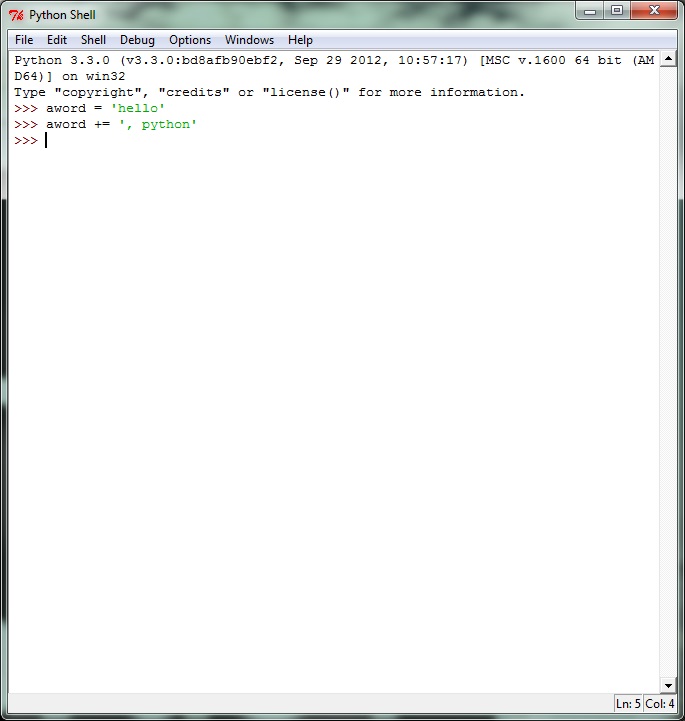 Python Shell
File Edit Shell Debug Options Windows Help
Python 3.3.0 (v3.3.0:bd8afb90ebf2, Sep 29 2012, 10:57:17) [MSC v.1600 64 bit (AM
D64)] on win32
Type "copyright", "credits" or "license()" for more information.
>>> aword = 'hello'
>>> aword += ', python'
>>>
Ln: 5 Col: 4